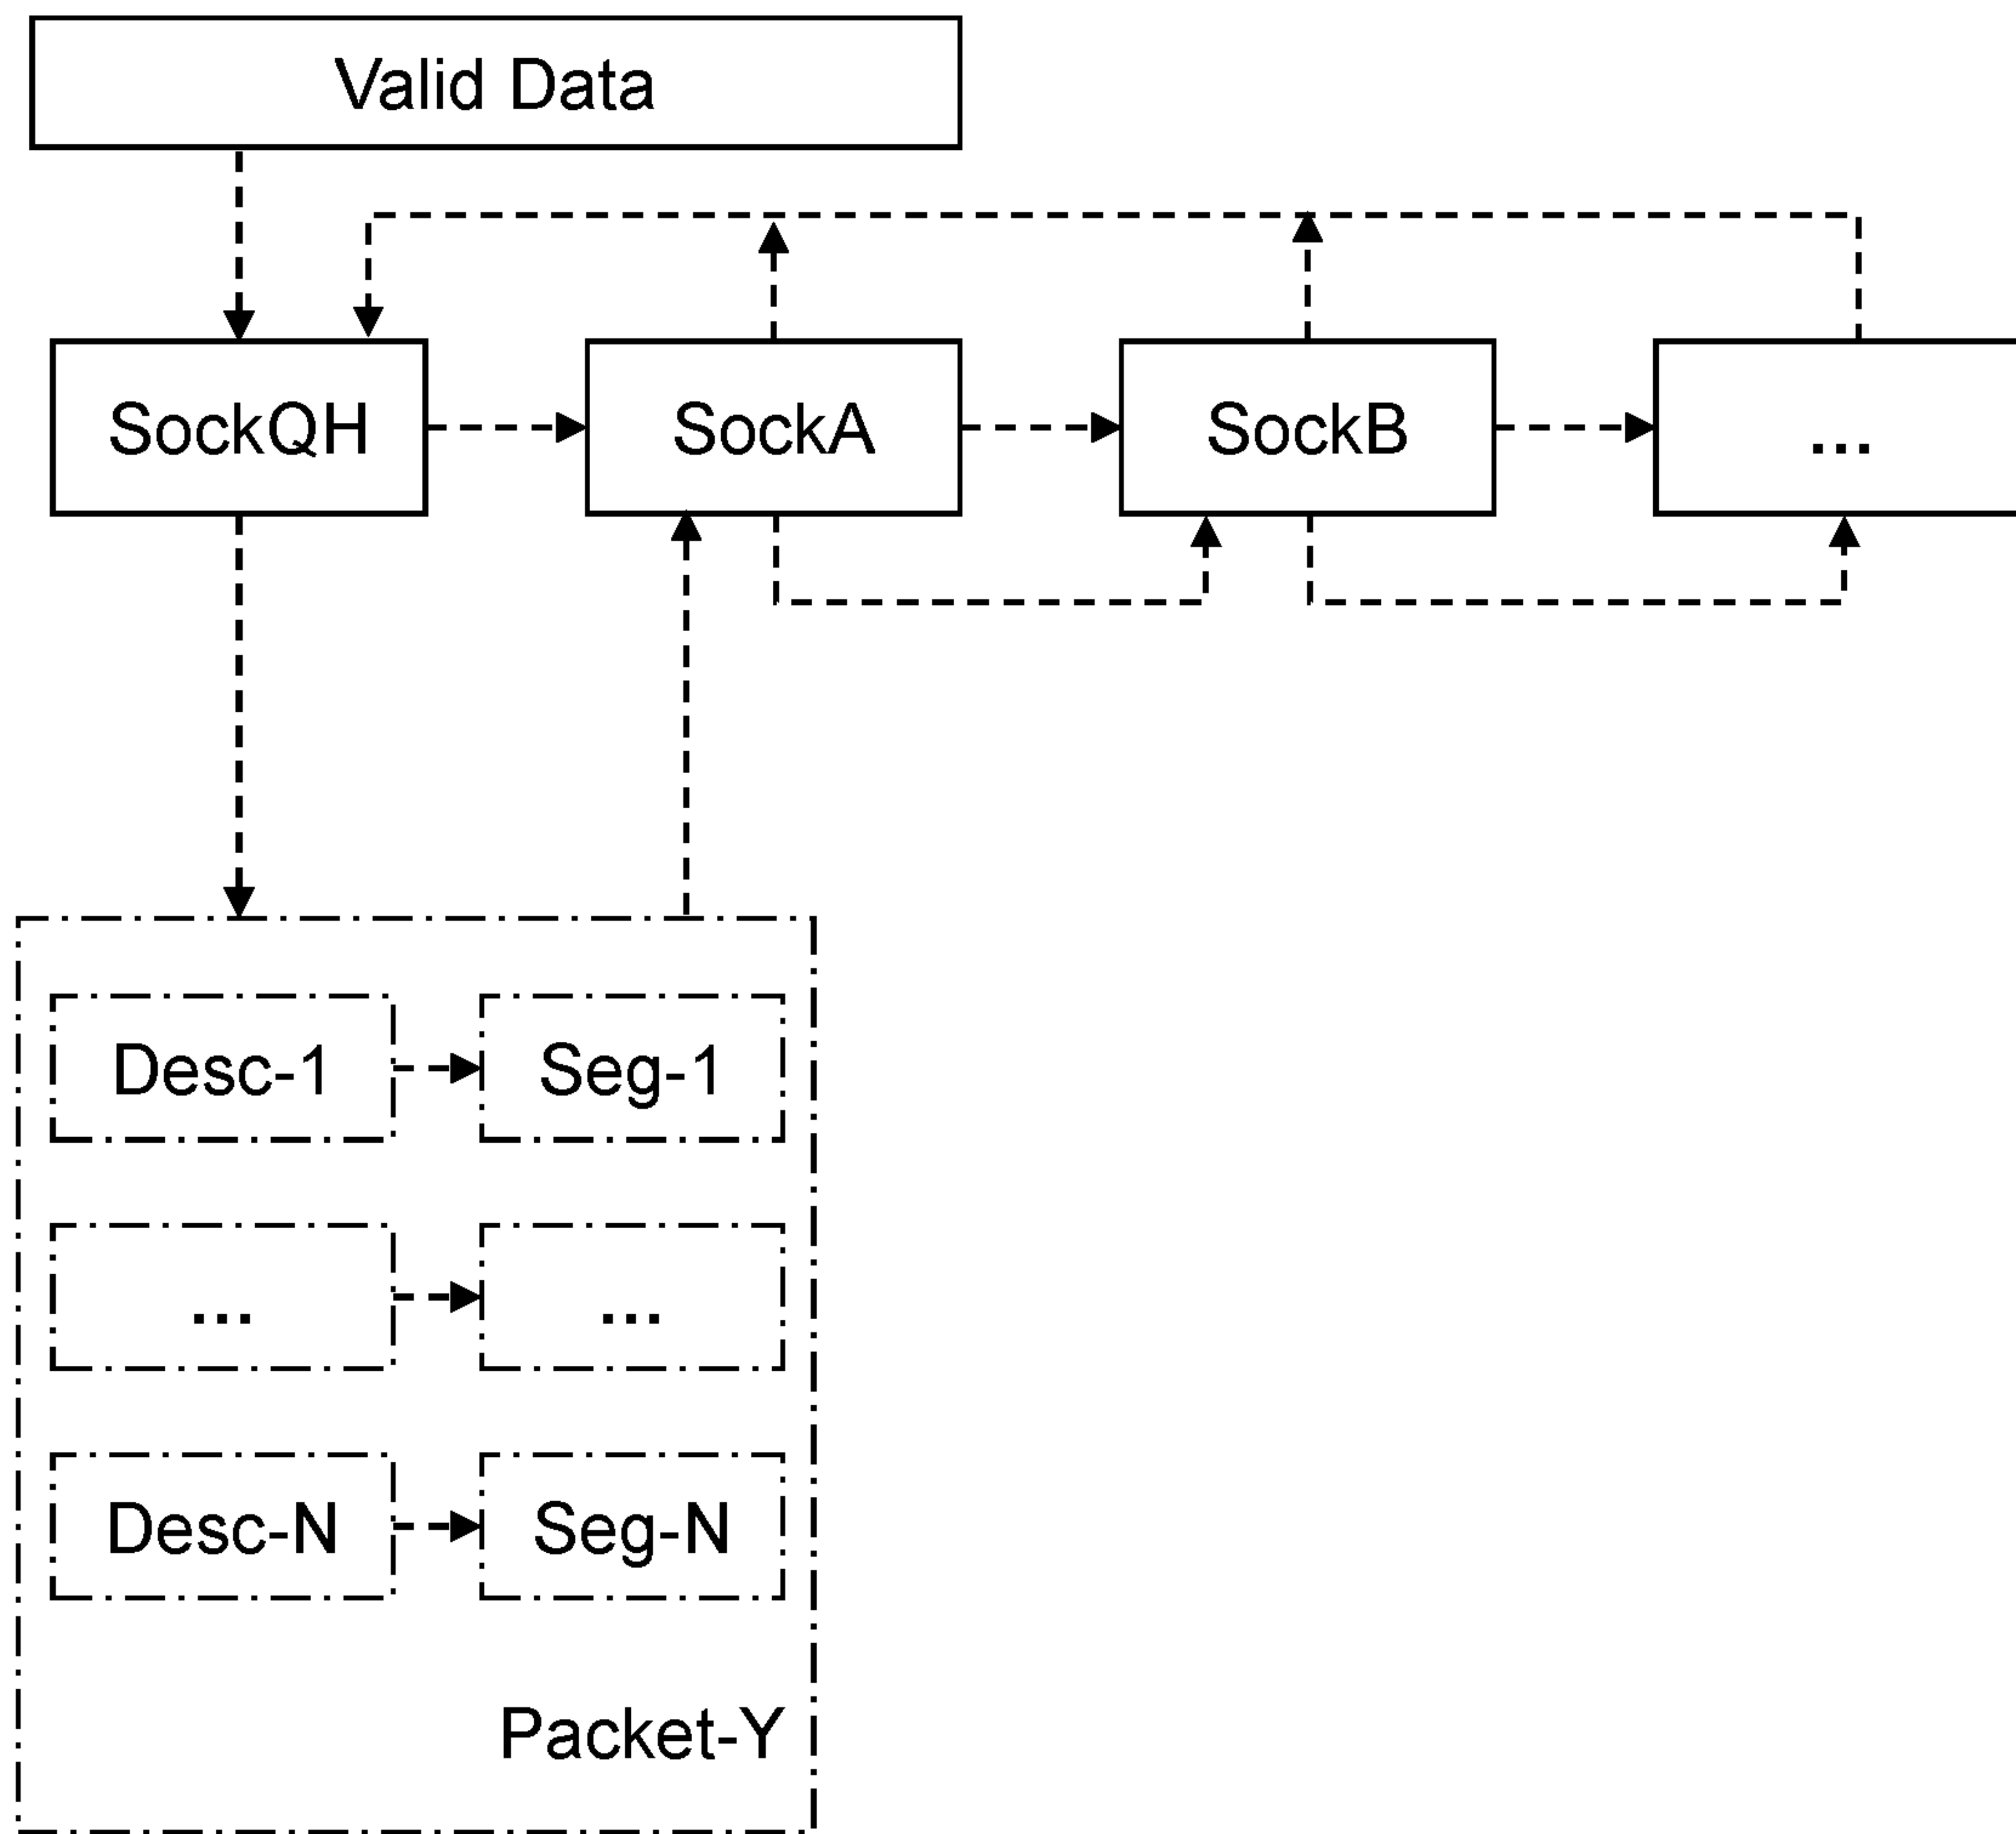 Valid Data
SockQH
SockA
SockB
...
Desc-1
Seg-1
...
...
Desc-N
Seg-N
Packet-Y